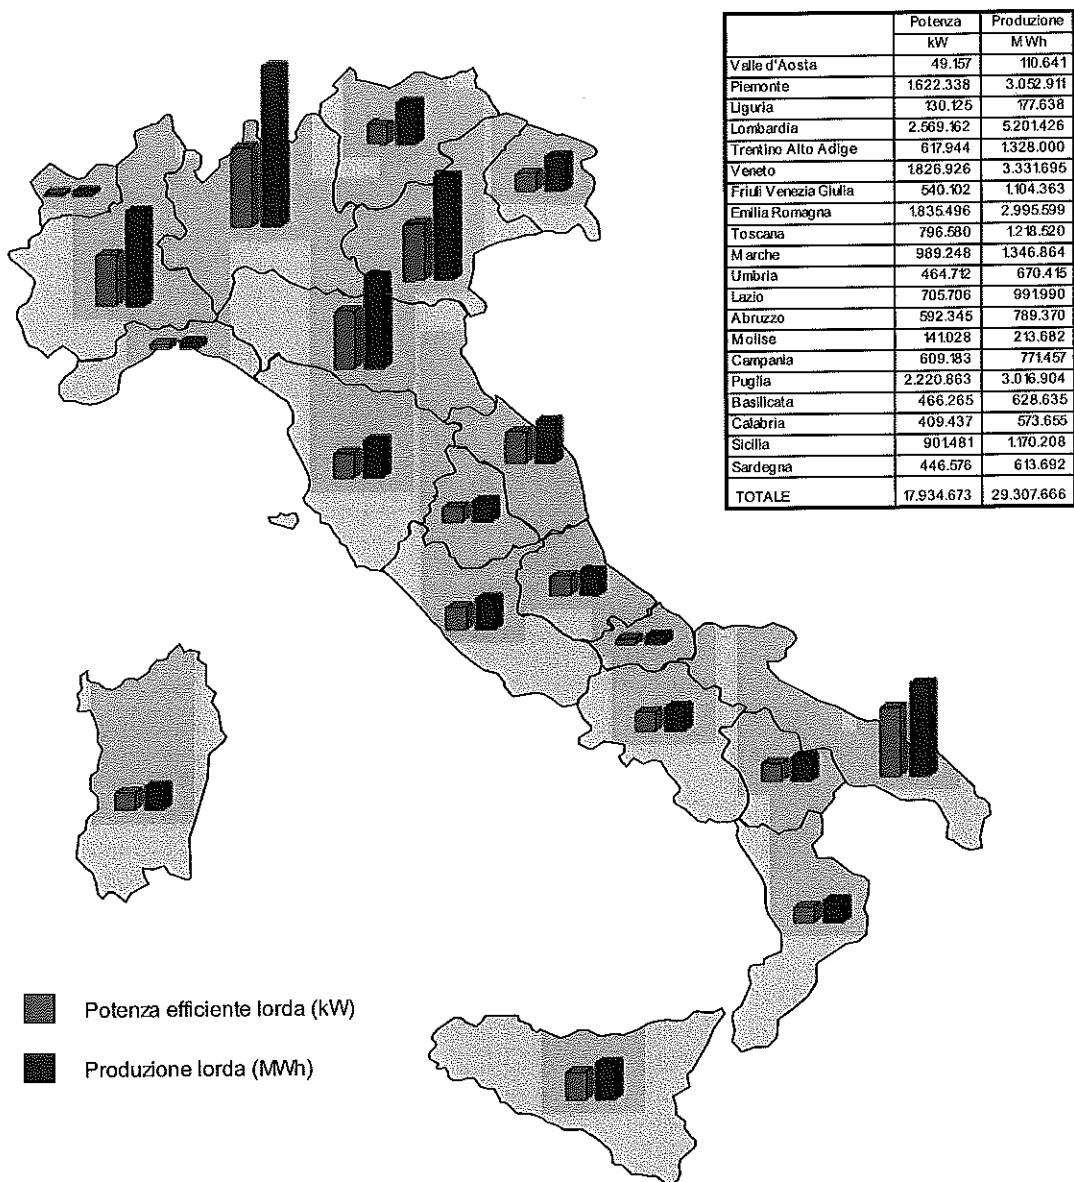 Potenza Produzione
kW MWh
Valle d'Aosta 49.157 110.641
Piemonte 1.622.338 3.052.911
Liguria 130.125 177.638
Lombardia 2.569.162 5.201.426
Trentino Alto Adige 617.944 1.328.000
Veneto 1.826.926 3.331.695
Friuli Venezia Giulia 540.102 1.104.363
Emilia Romagna 1.835.496 2.995.599
Toscana 796.580 1.218.520
Marche 989.248 1.346.864
Umbria 464.712 670.415
Lazio 705.706 991.990
Abruzzo 592.345 789.370
Molise 141.028 213.682
Campania 609.183 771.457
Puglia 2.220.863 3.016.904
Basilicata 466.265 628.635
Calabria 409.437 573.655
Sicilia 901.481 1.170.208
Sardegna 446.576 613.692
TOTALE 17.934.673 29.307.666
Potenza efficiente lorda (kW)
Produzione lorda (MWh)